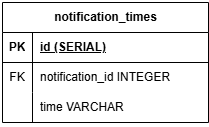 notification_times
PK id (SERIAL)
FK notification_id INTEGER
time VARCHAR